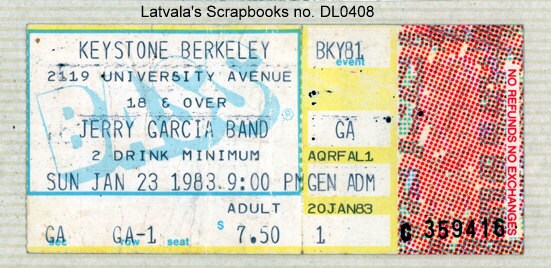 Latvala's Scrapbooks no. DL0408
KEYSTONE BERKELEY
2119 UNIVERSITY AVENUE
18 & OVER
JERRY GARCIA BAND
2 DRINK MINIMUM
SUN JAN 23 1983 9:00 PM
ADULT
GA GA-1 $ 7.50
sec row seat
BASS ®
BKY81
event
GA
AQRFAL1
GEN ADM
20JAN83
1
C 359416
NO REFUNDS NO EXCHANGES